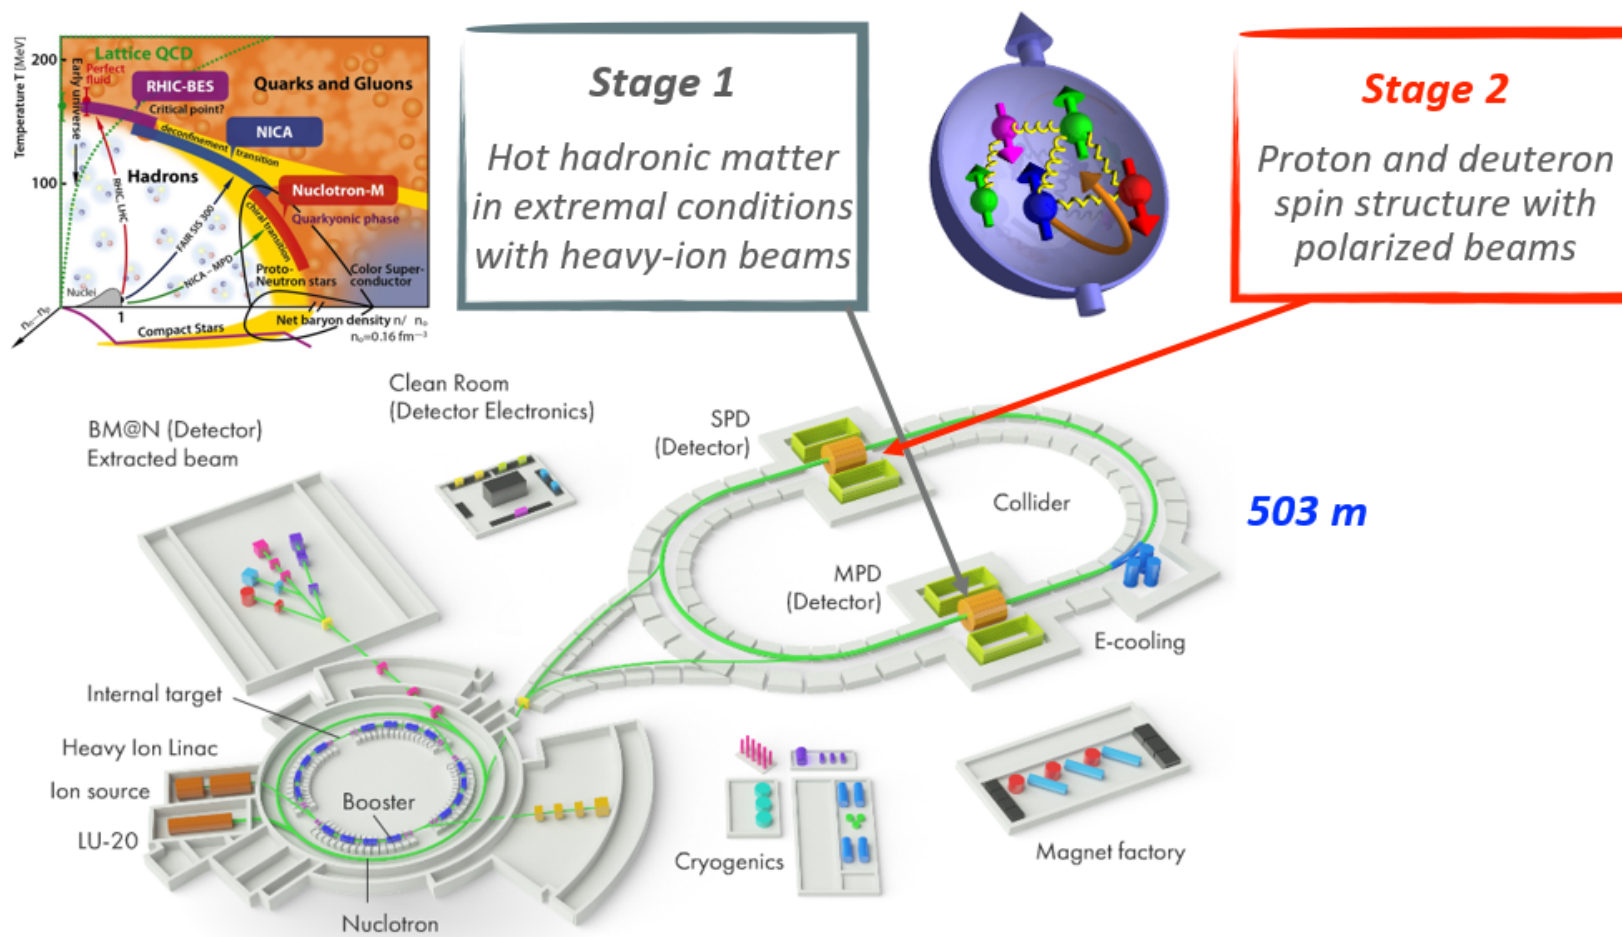 Temperature T [MeV]
200
100
Early universe
Lattice QCD
Perfect
fluid
RHIC-BES
Critical point?
Quarks and Gluons
NICA
deconfinement transition
Hadrons
Nuclotron-M
Quarkyonic phase
chiral transition
RHIC, LHC
FAIR SIS 300
NICA – MPD
Proto-
Neutron stars
Color Super-
conductor
Nuclei
1
Net baryon density n/ n₀
n₀=0.16 fm⁻³
Compact Stars
Stage 1
Hot hadronic matter
in extremal conditions
with heavy-ion beams
Stage 2
Proton and deuteron
spin structure with
polarized beams
Clean Room
(Detector Electronics)
BM@N (Detector)
Extracted beam
SPD
(Detector)
Collider
503 m
MPD
(Detector)
E-cooling
Internal target
Heavy Ion Linac
Ion source
LU-20
Booster
Nuclotron
Cryogenics
Magnet factory